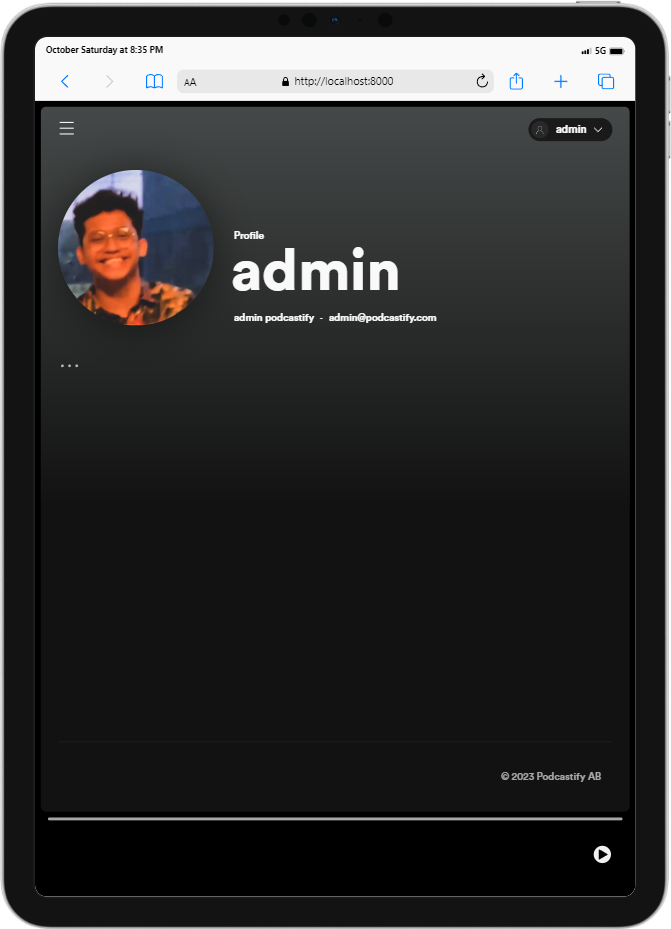 October Saturday at 8:35 PM
5G
AA
http://localhost:8000
admin
Profile
admin
admin podcastify - admin@podcastify.com
...
© 2023 Podcastify AB